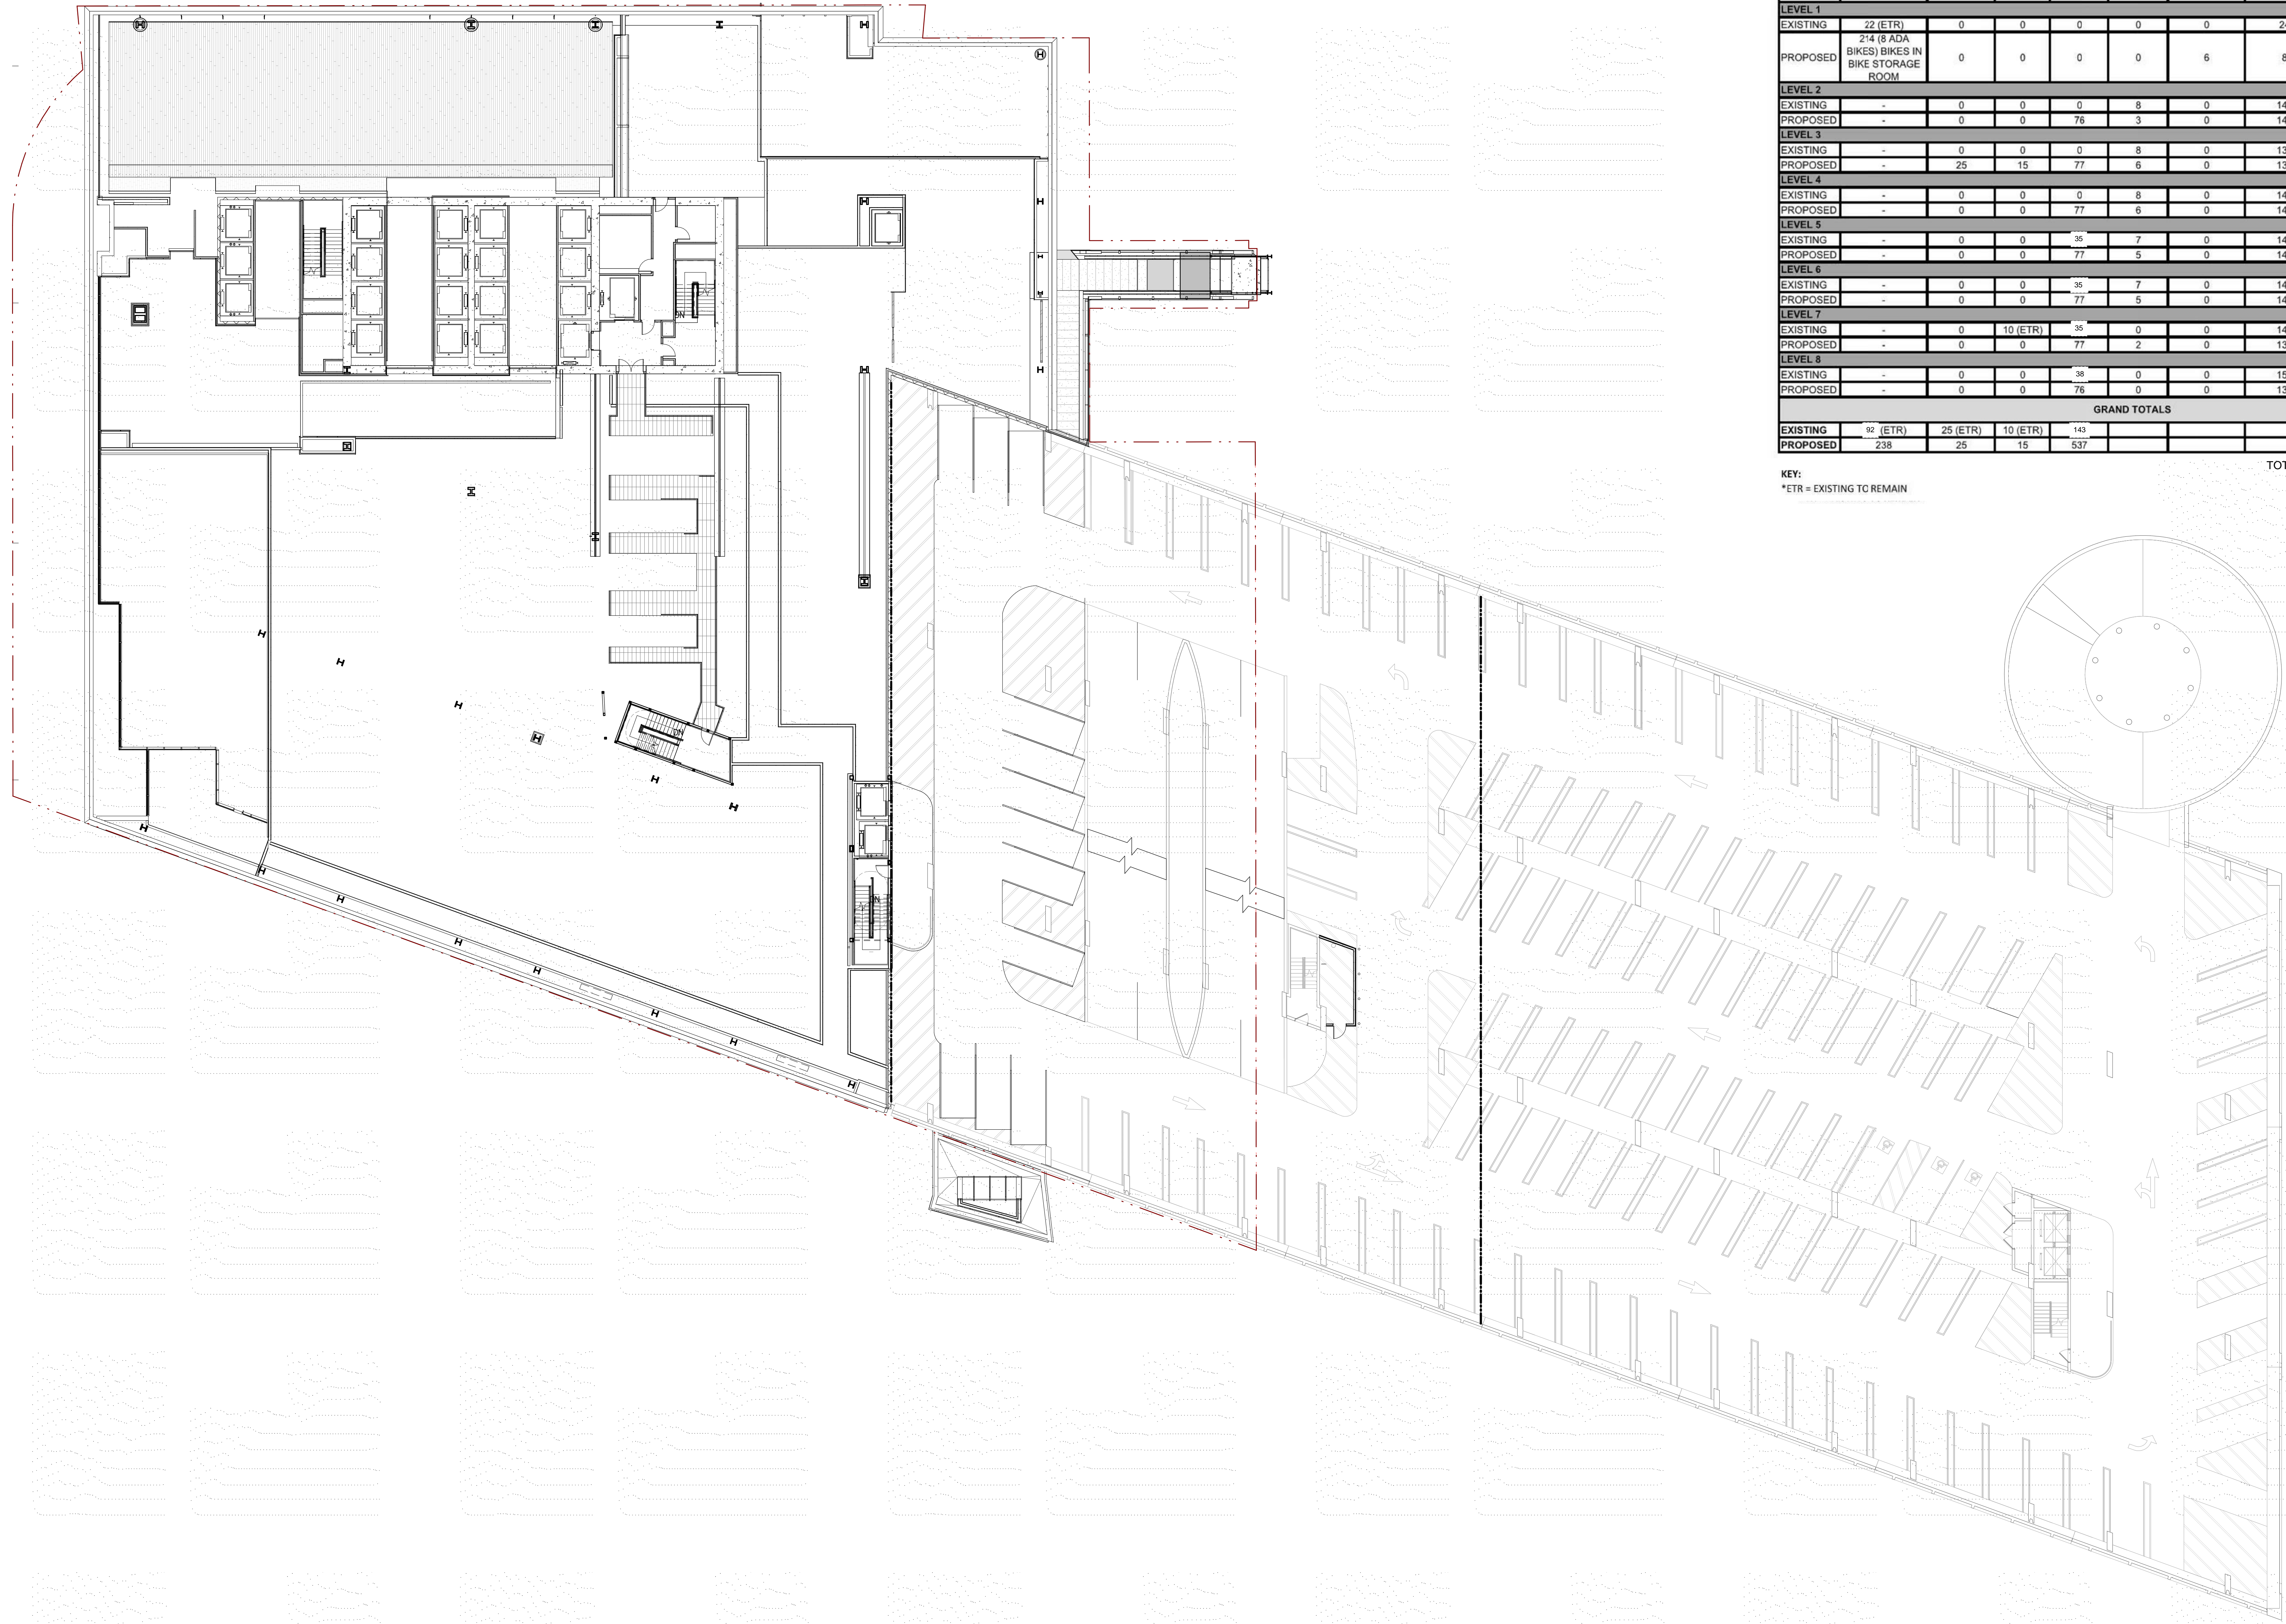 LEVEL 1
EXISTING 22 (ETR) 0 0 0 0 0
PROPOSED 214 (8 ADA BIKES) BIKES IN BIKE STORAGE ROOM 0 0 0 0 6
LEVEL 2
EXISTING - 0 0 0 8 0
PROPOSED - 0 0 76 3 0
LEVEL 3
EXISTING - 0 0 0 8 0
PROPOSED - 25 15 77 6 0
LEVEL 4
EXISTING - 0 0 0 8 0
PROPOSED - 0 0 77 6 0
LEVEL 5
EXISTING - 0 0 35 7 0
PROPOSED - 0 0 77 5 0
LEVEL 6
EXISTING - 0 0 35 7 0
PROPOSED - 0 0 77 5 0
LEVEL 7
EXISTING - 0 10 (ETR) 35 0 0
PROPOSED - 0 0 77 2 0
LEVEL 8
EXISTING - 0 0 38 0 0
PROPOSED - 0 0 76 0 0
GRAND TOTALS
EXISTING 92 (ETR) 25 (ETR) 10 (ETR) 143
PROPOSED 238 25 15 537
KEY:
*ETR = EXISTING TO REMAIN
DN
DN
DN